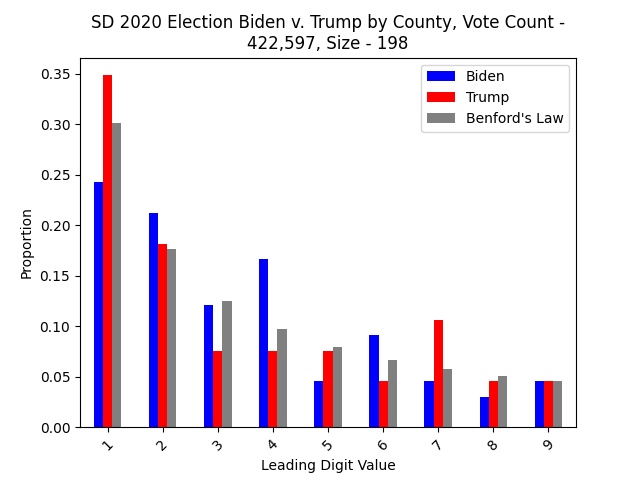 SD 2020 Election Biden v. Trump by County, Vote Count -
422,597, Size - 198
Biden
Trump
Benford's Law
Proportion
0.35
0.30
0.25
0.20
0.15
0.10
0.05
0.00
1 2 3 4 5 6 7 8 9
Leading Digit Value